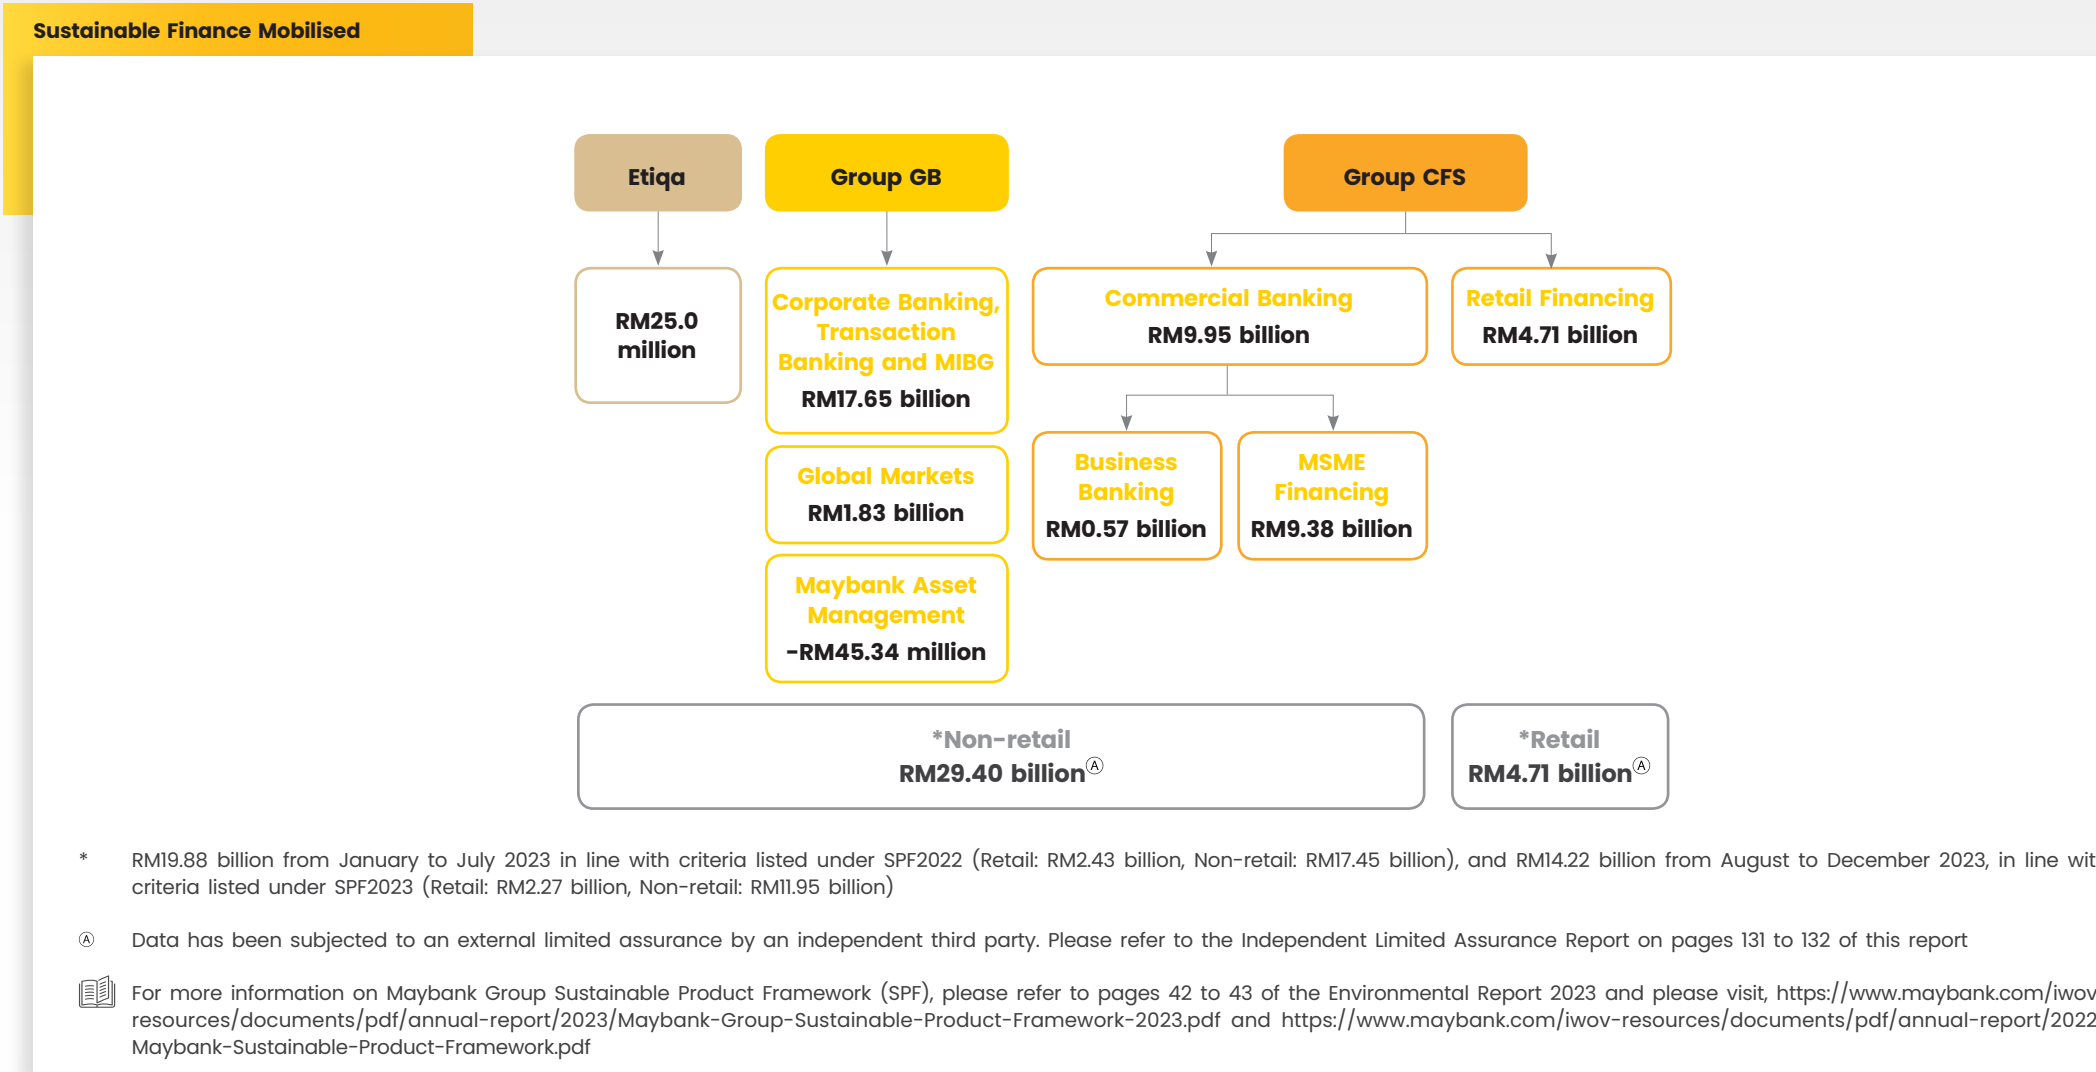 Sustainable Finance Mobilised
Etiqa
Group GB
Group CFS
RM25.0
million
Corporate Banking,
Transaction
Banking and MIBG
RM17.65 billion
Global Markets
RM1.83 billion
Maybank Asset
Management
-RM45.34 million
Commercial Banking
RM9.95 billion
Retail Financing
RM4.71 billion
Business
Banking
RM0.57 billion
MSME
Financing
RM9.38 billion
*Non-retail
RM29.40 billionⒶ
*Retail
RM4.71 billionⒶ
* RM19.88 billion from January to July 2023 in line with criteria listed under SPF2022 (Retail: RM2.43 billion, Non-retail: RM17.45 billion), and RM14.22 billion from August to December 2023, in line wit
criteria listed under SPF2023 (Retail: RM2.27 billion, Non-retail: RM11.95 billion)
Ⓐ Data has been subjected to an external limited assurance by an independent third party. Please refer to the Independent Limited Assurance Report on pages 131 to 132 of this report
For more information on Maybank Group Sustainable Product Framework (SPF), please refer to pages 42 to 43 of the Environmental Report 2023 and please visit, https://www.maybank.com/iwov
resources/documents/pdf/annual-report/2023/Maybank-Group-Sustainable-Product-Framework-2023.pdf and https://www.maybank.com/iwov-resources/documents/pdf/annual-report/2022
Maybank-Sustainable-Product-Framework.pdf